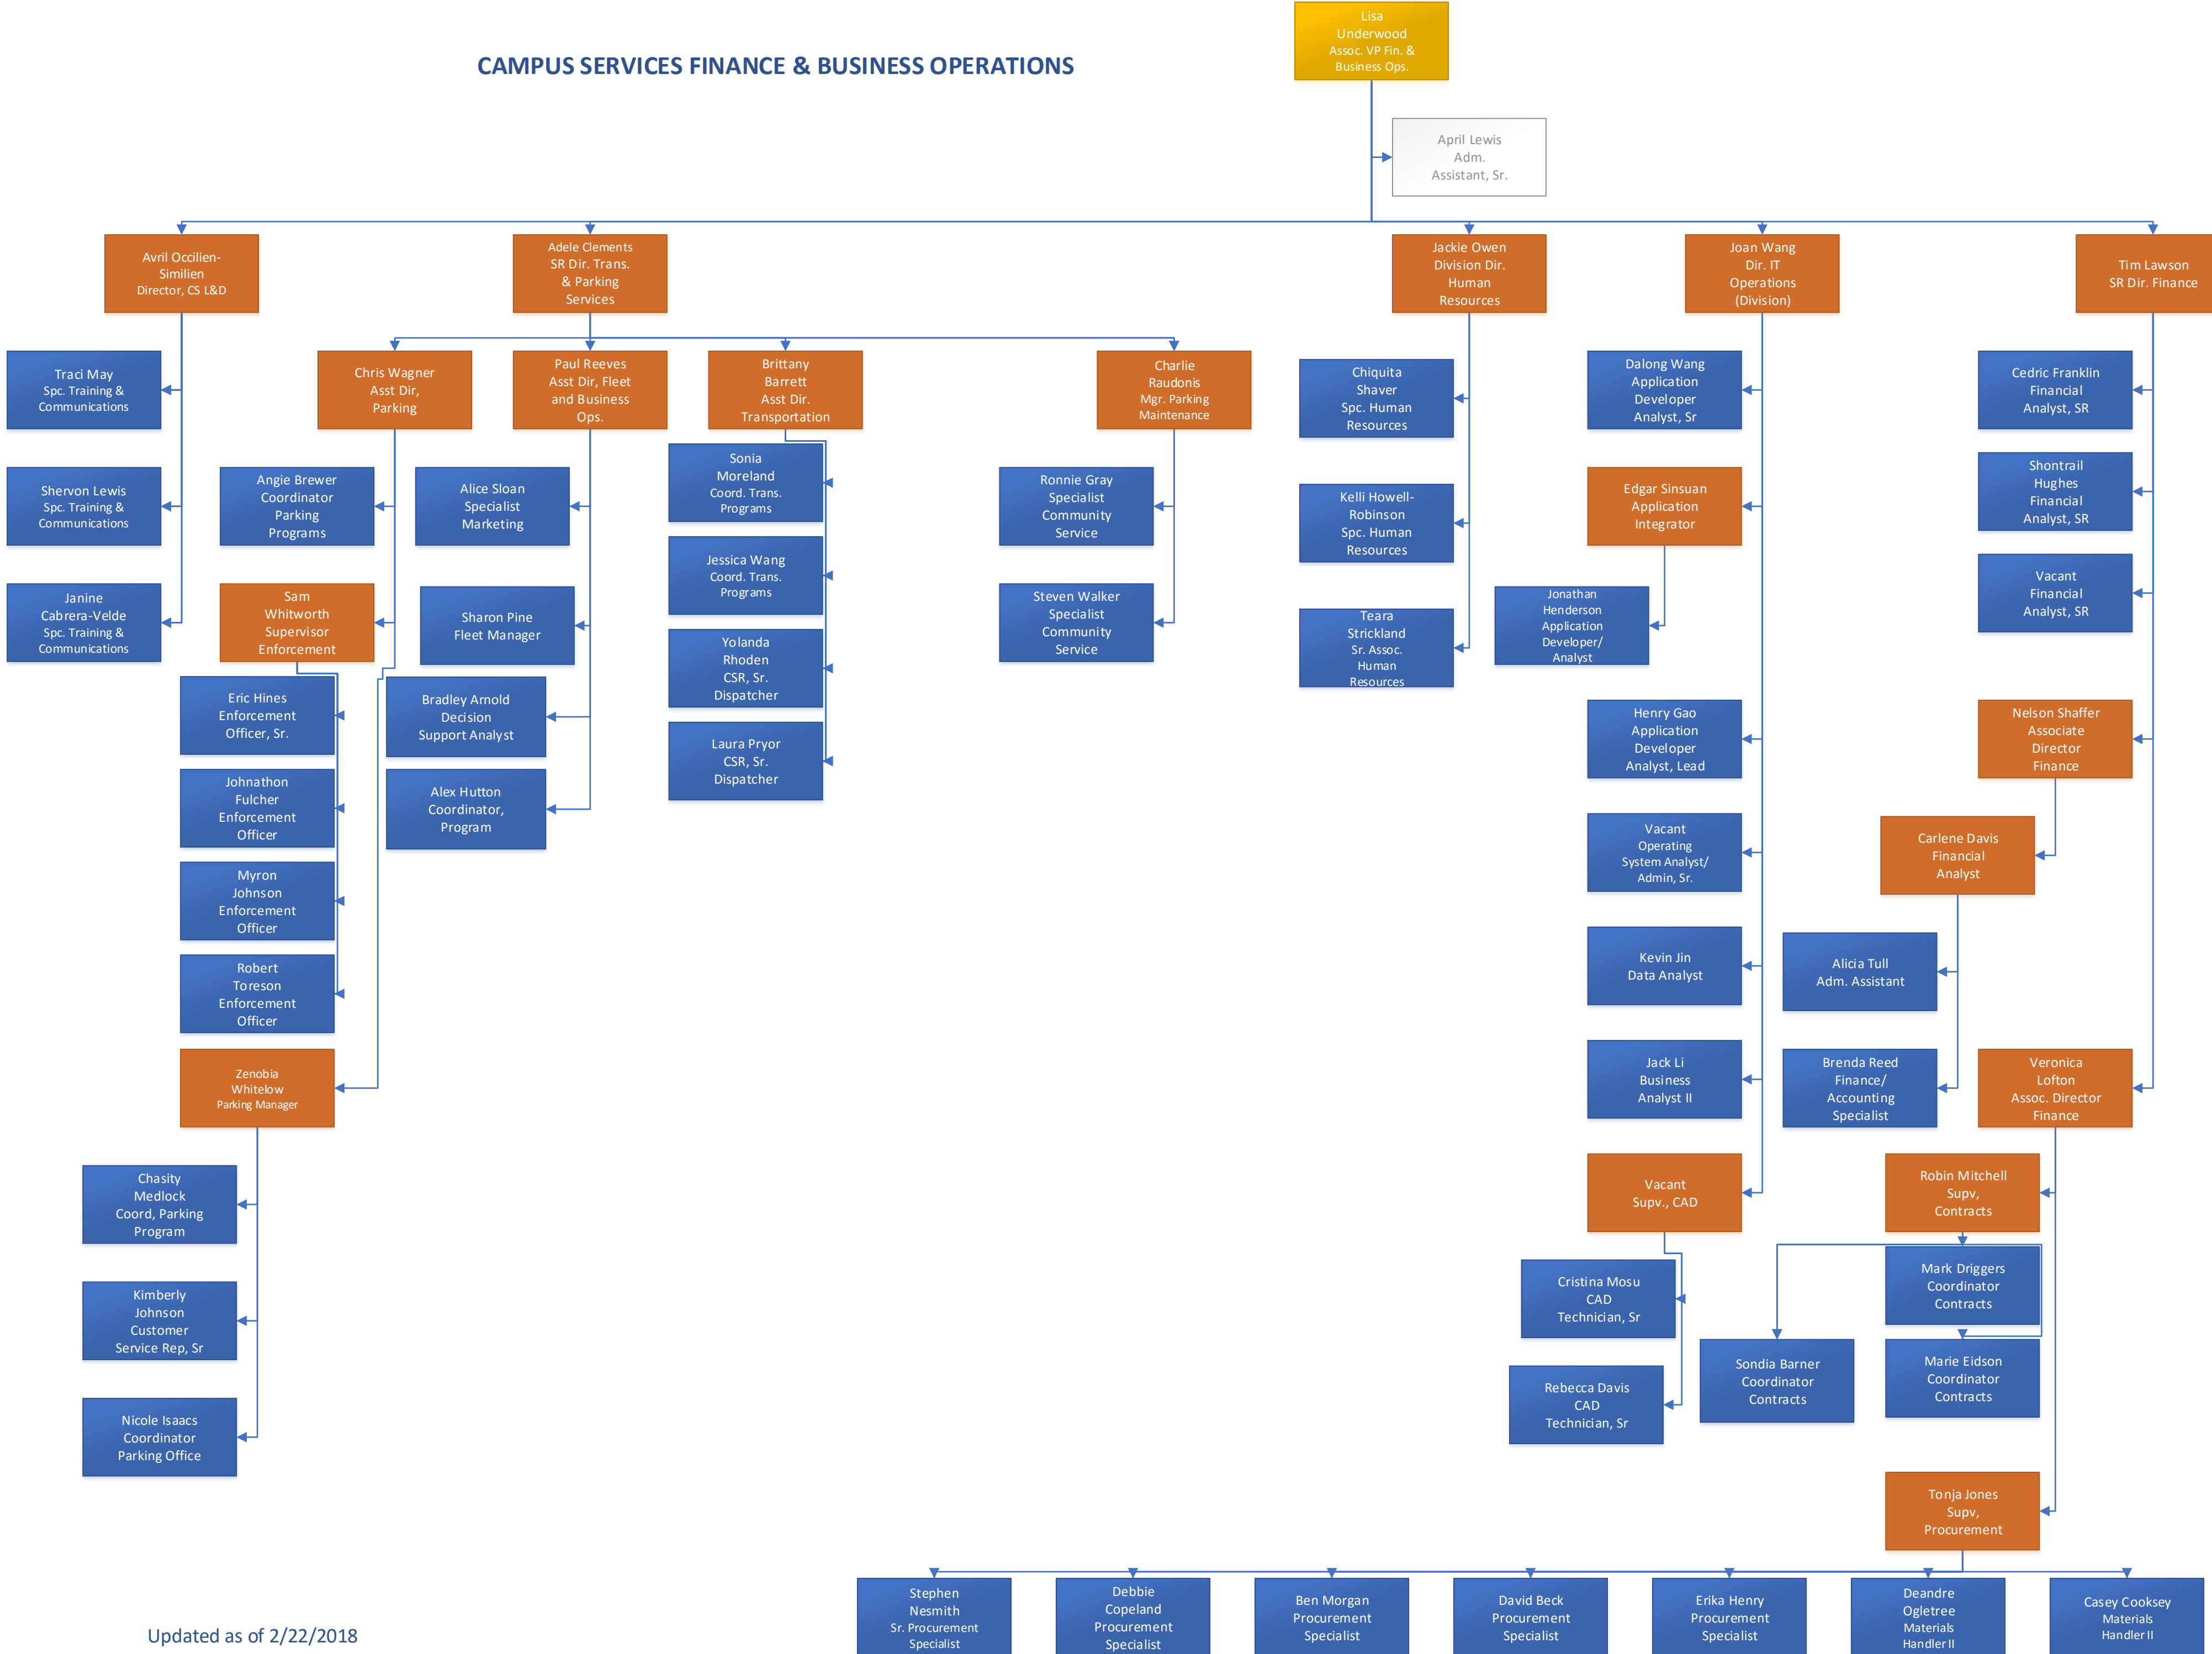 Lisa
Underwood
Assoc. VP Fin. &
Business Ops.
CAMPUS SERVICES FINANCE & BUSINESS OPERATIONS
April Lewis
Adm.
Assistant, Sr.
Avril Occilien-
Similien
Director, CS L&D
Adele Clements
SR Dir. Trans.
& Parking
Services
Jackie Owen
Division Dir.
Human
Resources
Joan Wang
Dir. IT
Operations
(Division)
Tim Lawson
SR Dir. Finance
Traci May
Spc. Training &
Communications
Chris Wagner
Asst Dir,
Parking
Paul Reeves
Asst Dir, Fleet
and Business
Ops.
Brittany
Barrett
Asst Dir.
Transportation
Charlie
Raudonis
Mgr. Parking
Maintenance
Chiquita
Shaver
Spc. Human
Resources
Dalong Wang
Application
Developer
Analyst, Sr
Cedric Franklin
Financial
Analyst, SR
Shervon Lewis
Spc. Training &
Communications
Angie Brewer
Coordinator
Parking
Programs
Alice Sloan
Specialist
Marketing
Sonia
Moreland
Coord. Trans.
Programs
Ronnie Gray
Specialist
Community
Service
Kelli Howell-
Robinson
Spc. Human
Resources
Edgar Sinsuan
Application
Integrator
Shontrail
Hughes
Financial
Analyst, SR
Janine
Cabrera-Velde
Spc. Training &
Communications
Sam
Whitworth
Supervisor
Enforcement
Sharon Pine
Fleet Manager
Jessica Wang
Coord. Trans.
Programs
Steven Walker
Specialist
Community
Service
Teara
Strickland
Sr. Assoc.
Human
Resources
Jonathan
Henderson
Application
Developer/
Analyst
Vacant
Financial
Analyst, SR
Eric Hines
Enforcement
Officer, Sr.
Bradley Arnold
Decision
Support Analyst
Yolanda
Rhoden
CSR, Sr.
Dispatcher
Henry Gao
Application
Developer
Analyst, Lead
Nelson Shaffer
Associate
Director
Finance
Johnathon
Fulcher
Enforcement
Officer
Alex Hutton
Coordinator,
Program
Laura Pryor
CSR, Sr.
Dispatcher
Vacant
Operating
System Analyst/
Admin, Sr.
Carlene Davis
Financial
Analyst
Myron
Johnson
Enforcement
Officer
Kevin Jin
Data Analyst
Alicia Tull
Adm. Assistant
Robert
Toreson
Enforcement
Officer
Zenobia
Whitelow
Parking Manager
Jack Li
Business
Analyst II
Brenda Reed
Finance/
Accounting
Specialist
Veronica
Lofton
Assoc. Director
Finance
Chasity
Medlock
Coord, Parking
Program
Vacant
Supv., CAD
Robin Mitchell
Supv,
Contracts
Kimberly
Johnson
Customer
Service Rep, Sr
Cristina Mosu
CAD
Technician, Sr
Mark Driggers
Coordinator
Contracts
Nicole Isaacs
Coordinator
Parking Office
Rebecca Davis
CAD
Technician, Sr
Sondia Barner
Coordinator
Contracts
Marie Eidson
Coordinator
Contracts
Tonja Jones
Supv,
Procurement
Stephen
Nesmith
Sr. Procurement
Specialist
Debbie
Copeland
Procurement
Specialist
Ben Morgan
Procurement
Specialist
David Beck
Procurement
Specialist
Erika Henry
Procurement
Specialist
Deandre
Ogletree
Materials
Handler II
Casey Cooksey
Materials
Handler II
Updated as of 2/22/2018